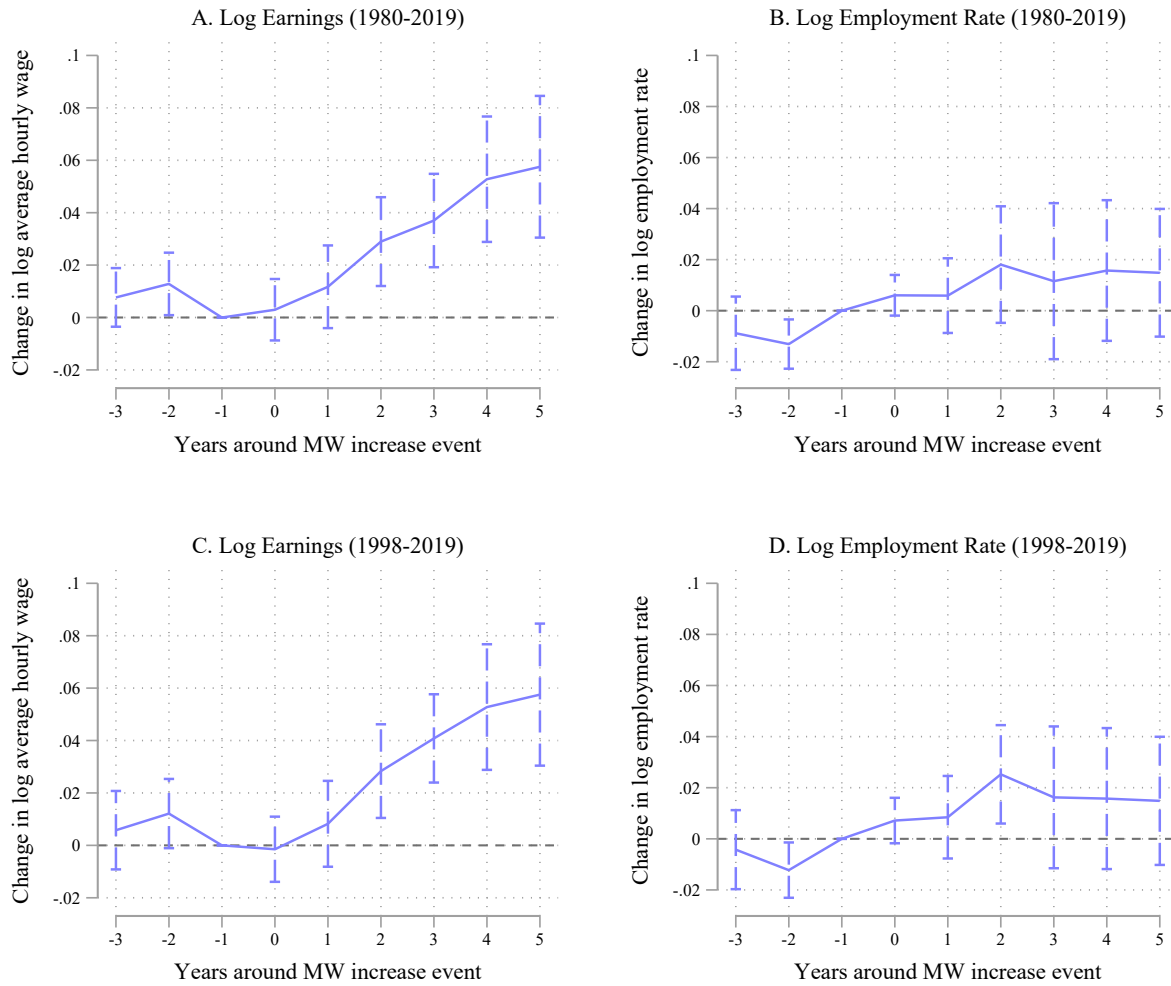 A. Log Earnings (1980-2019)
Change in log average hourly wage
.1
.08
.06
.04
.02
0
-.02
-3 -2 -1 0 1 2 3 4 5
Years around MW increase event
B. Log Employment Rate (1980-2019)
Change in log employment rate
.1
.08
.06
.04
.02
0
-.02
-3 -2 -1 0 1 2 3 4 5
Years around MW increase event
C. Log Earnings (1998-2019)
Change in log average hourly wage
.1
.08
.06
.04
.02
0
-.02
-3 -2 -1 0 1 2 3 4 5
Years around MW increase event
D. Log Employment Rate (1998-2019)
Change in log employment rate
.1
.08
.06
.04
.02
0
-.02
-3 -2 -1 0 1 2 3 4 5
Years around MW increase event